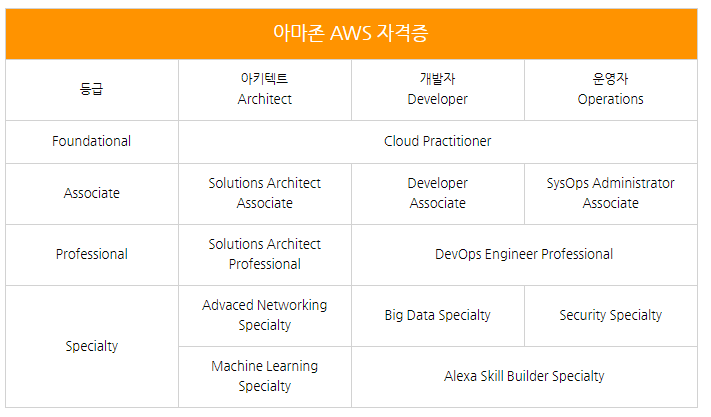 아마존 AWS 자격증
등급
아키텍트
Architect
개발자
Developer
운영자
Operations
Foundational
Cloud Practitioner
Associate
Solutions Architect
Associate
Developer
Associate
SysOps Administrator
Associate
Professional
Solutions Architect
Professional
DevOps Engineer Professional
Specialty
Advaced Networking
Specialty
Big Data Specialty
Security Specialty
Machine Learning
Specialty
Alexa Skill Builder Specialty